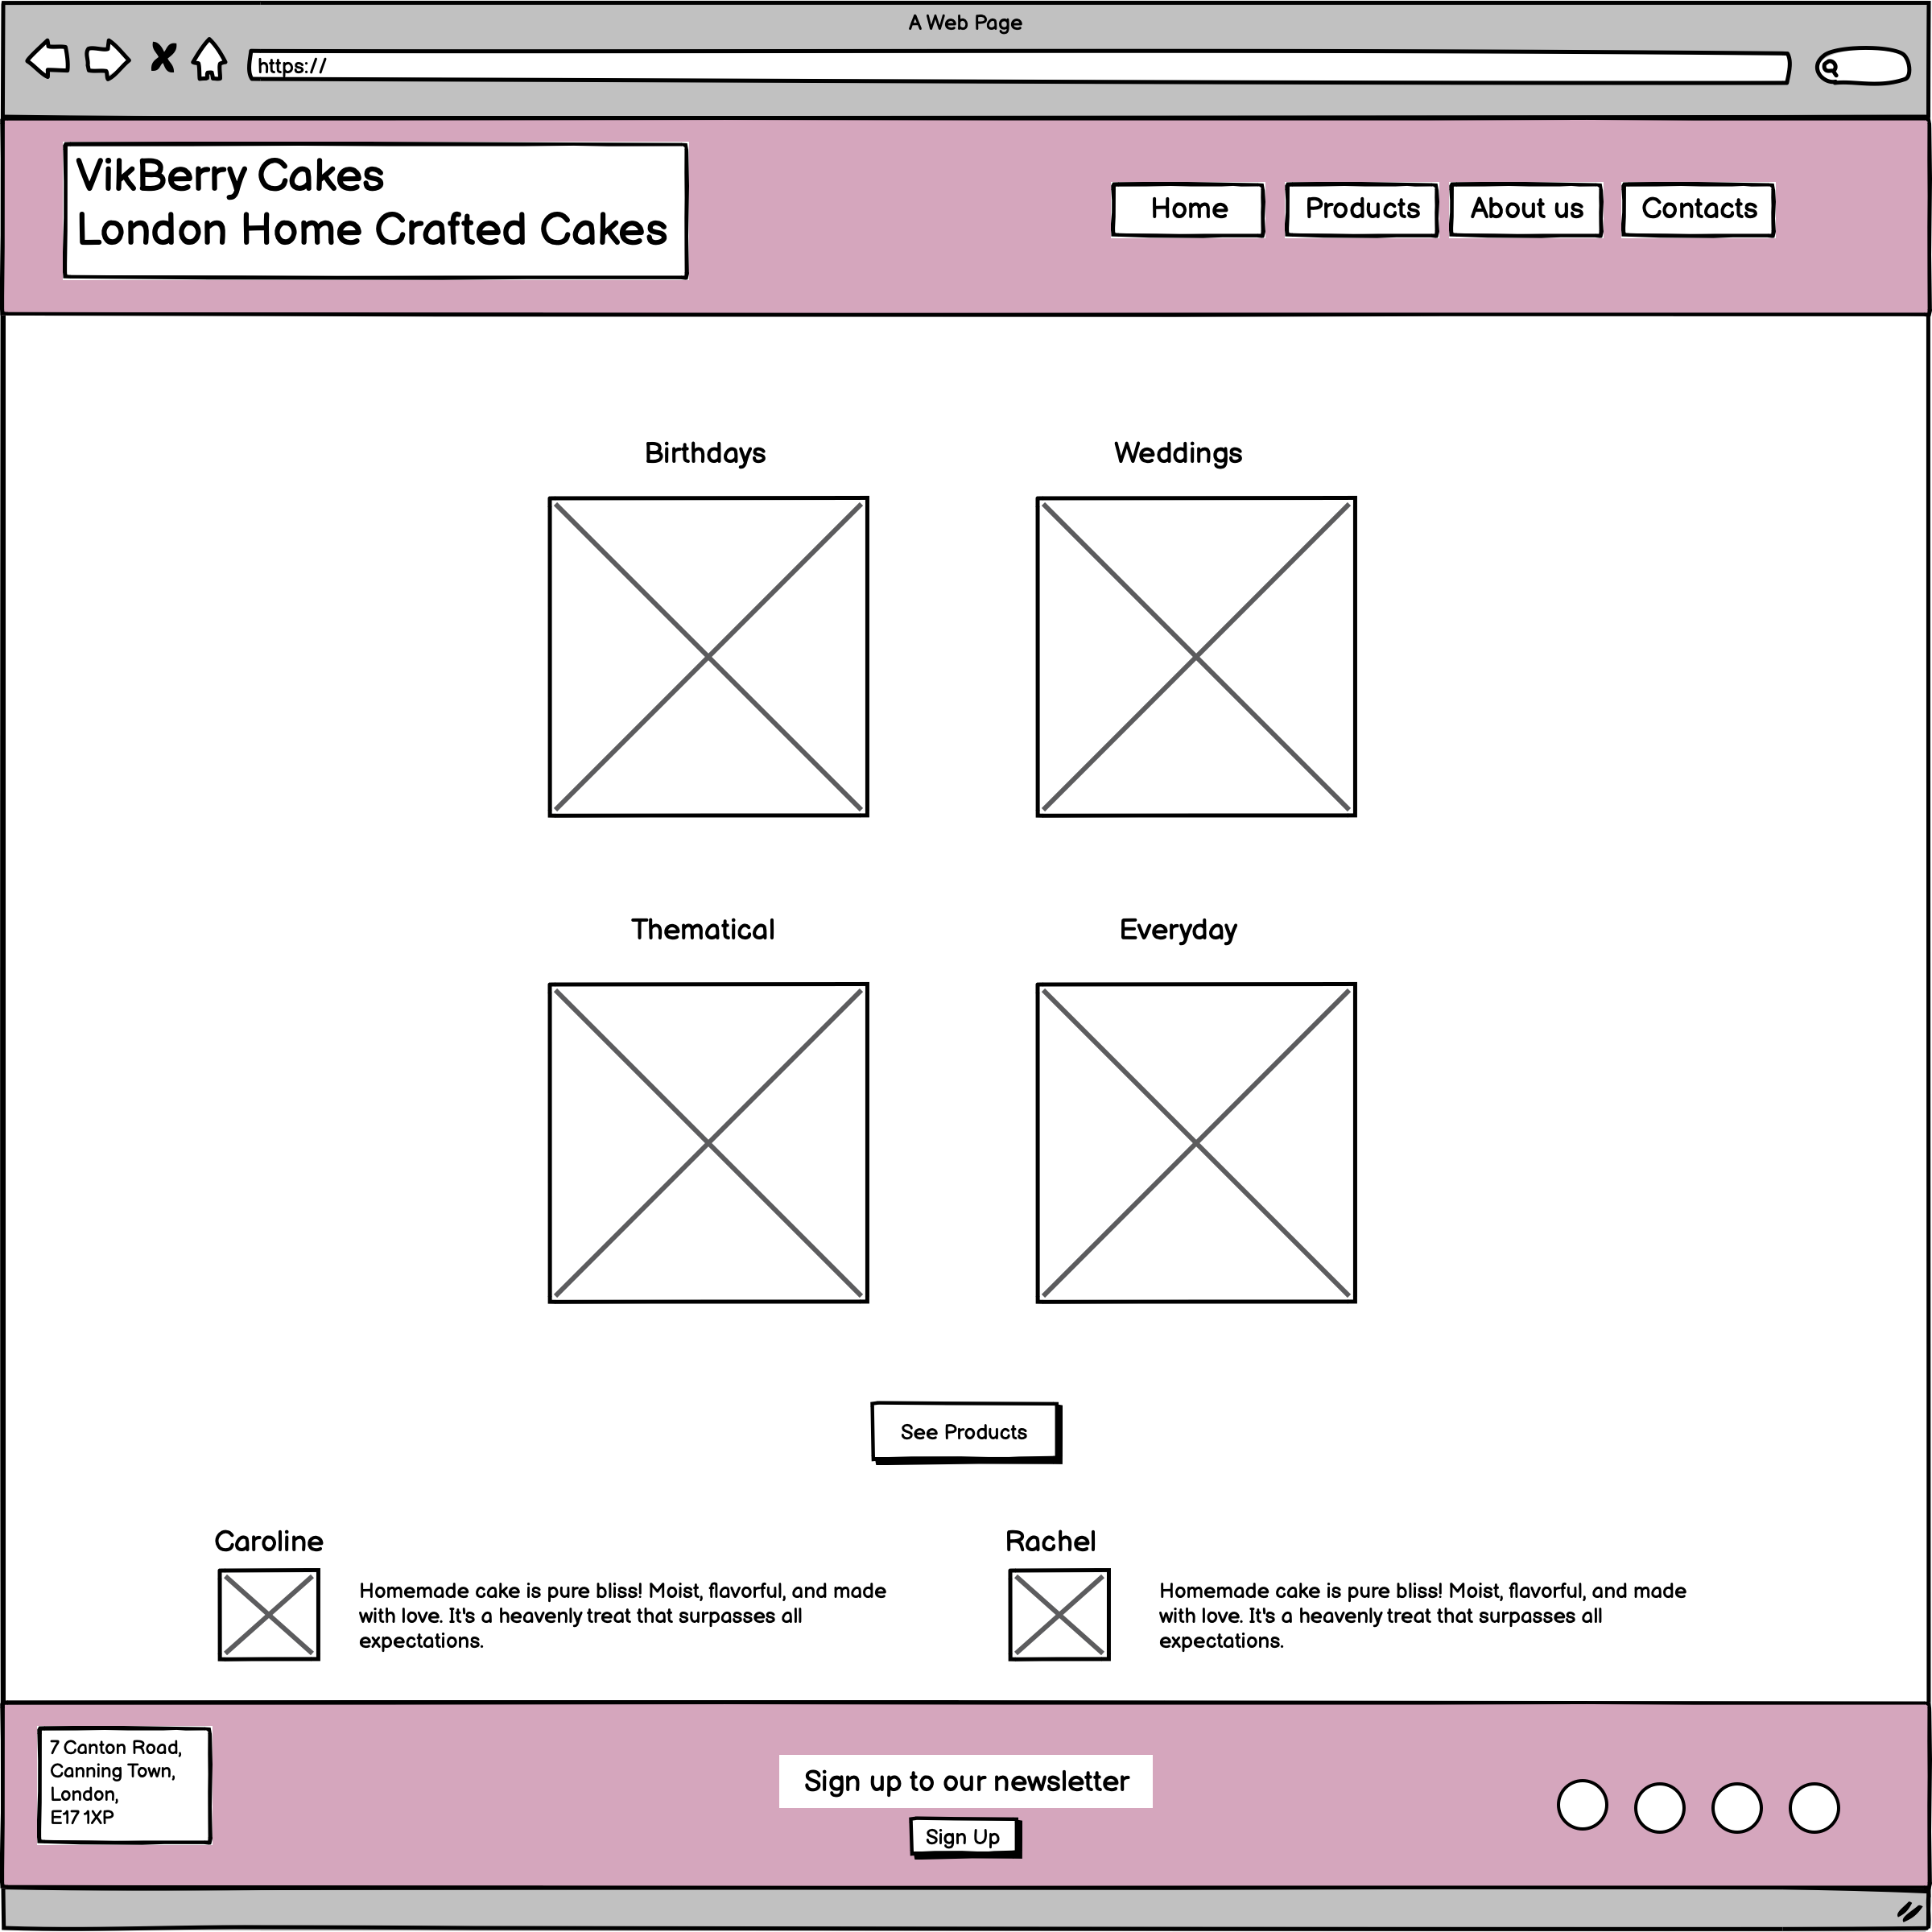 A Web Page
https://
VikBerry Cakes
London Home Crafted Cakes
Home
Products
About us
Contacts
Birthdays
Weddings
Thematical
Everyday
See Products
Caroline
Homemade cake is pure bliss! Moist, flavorful, and made
with love. It's a heavenly treat that surpasses all
expectations.
Rachel
Homemade cake is pure bliss! Moist, flavorful, and made
with love. It's a heavenly treat that surpasses all
expectations.
7 Canton Road,
Canning Town,
London,
E17 1XP
Sign up to our newsletter
Sign Up